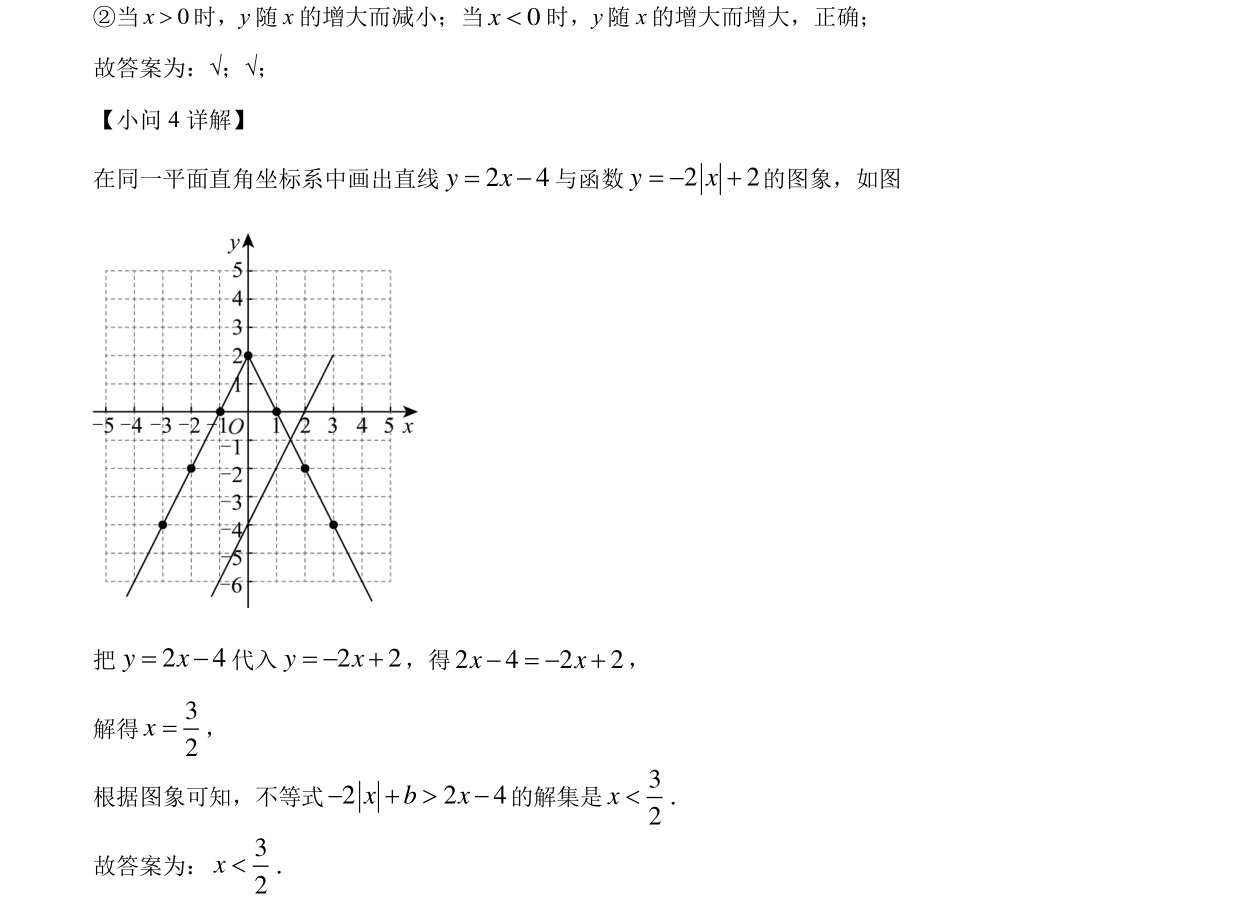 ②当 x > 0 时，y 随 x 的增大而减小；当 x < 0 时，y 随 x 的增大而增大，正确；
故答案为：√；√；
【小问 4 详解】
在同一平面直角坐标系中画出直线 y = 2x − 4 与函数 y = −2|x| + 2 的图象，如图
y
5
4
3
2
1
−5 −4 −3 −2 −1 O 1 2 3 4 5 x
−1
−2
−3
−4
−5
−6
把 y = 2x − 4 代入 y = −2x + 2，得 2x − 4 = −2x + 2，
解得 x = 3/2，
根据图象可知，不等式 −2|x| + b > 2x − 4 的解集是 x < 3/2．
故答案为：x < 3/2．